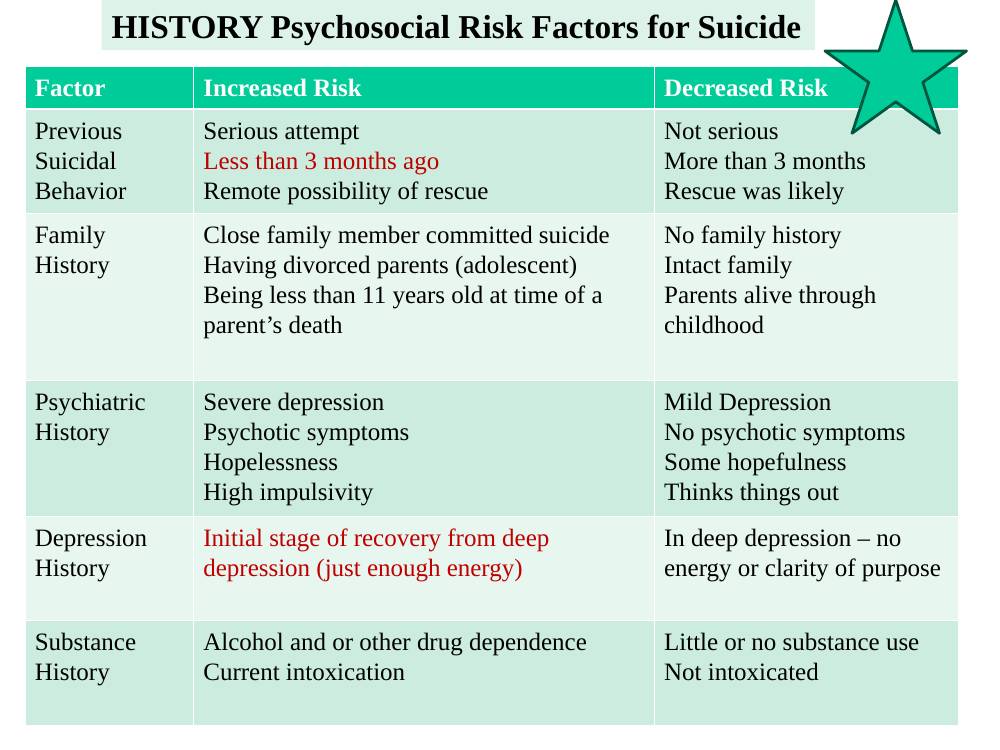 HISTORY Psychosocial Risk Factors for Suicide
Factor
Increased Risk
Decreased Risk
Previous
Suicidal
Behavior
Serious attempt
Less than 3 months ago
Remote possibility of rescue
Not serious
More than 3 months
Rescue was likely
Family
History
Close family member committed suicide
Having divorced parents (adolescent)
Being less than 11 years old at time of a
parent’s death
No family history
Intact family
Parents alive through
childhood
Psychiatric
History
Severe depression
Psychotic symptoms
Hopelessness
High impulsivity
Mild Depression
No psychotic symptoms
Some hopefulness
Thinks things out
Depression
History
Initial stage of recovery from deep
depression (just enough energy)
In deep depression – no
energy or clarity of purpose
Substance
History
Alcohol and or other drug dependence
Current intoxication
Little or no substance use
Not intoxicated